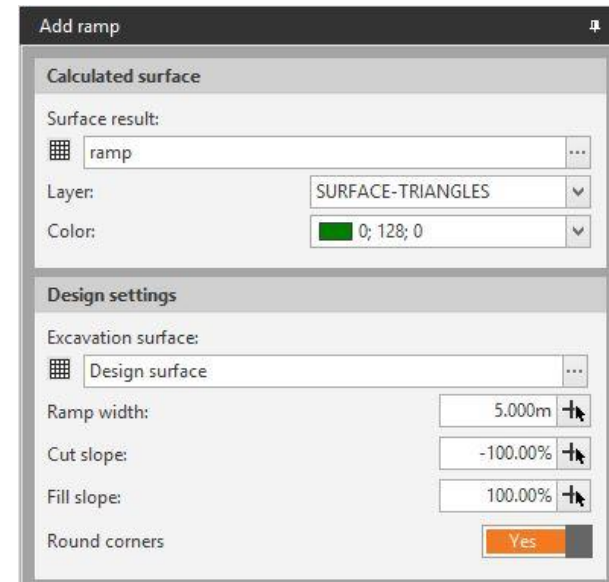 Add ramp
Calculated surface
Surface result:
ramp ...
Layer: SURFACE-TRIANGLES
Color: 0; 128; 0
Design settings
Excavation surface:
Design surface ...
Ramp width: 5.000m
Cut slope: -100.00%
Fill slope: 100.00%
Round corners Yes